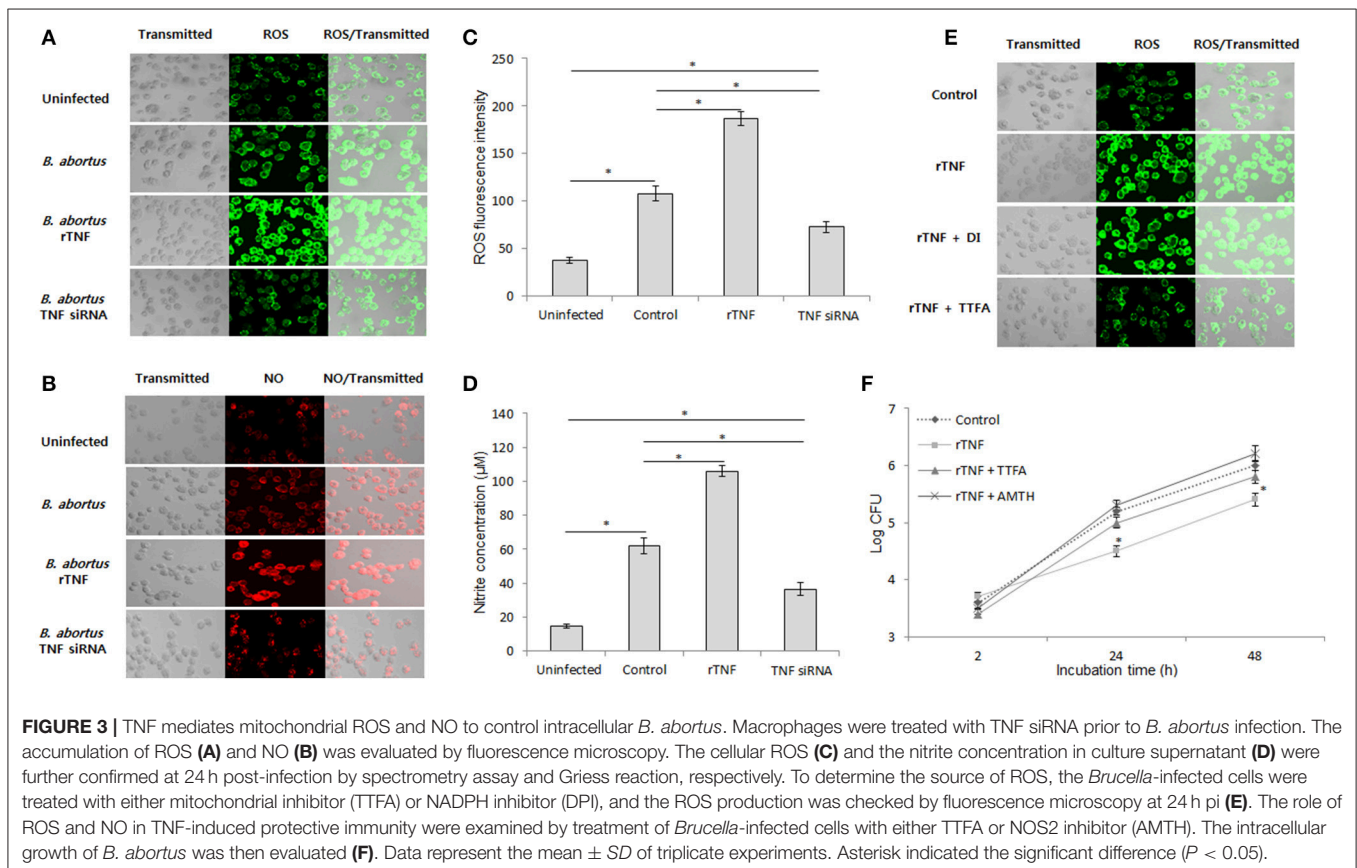 A
Transmitted ROS ROS/Transmitted
Uninfected
B. abortus
B. abortus
rTNF
B. abortus
TNF siRNA
B
Transmitted NO NO/Transmitted
Uninfected
B. abortus
B. abortus
rTNF
B. abortus
TNF siRNA
C
ROS fluorescence intensity
250
200
150
100
50
0
* * * *
Uninfected Control rTNF TNF siRNA
D
Nitrite concentration (µM)
140
120
100
80
60
40
20
0
* * * *
Uninfected Control rTNF TNF siRNA
E
Transmitted ROS ROS/Transmitted
Control
rTNF
rTNF + DI
rTNF + TTFA
F
Log CFU
7
6
5
4
3
Control
rTNF
rTNF + TTFA
rTNF + AMTH
* *
2 24 48
Incubation time (h)
FIGURE 3 | TNF mediates mitochondrial ROS and NO to control intracellular B. abortus. Macrophages were treated with TNF siRNA prior to B. abortus infection. The
accumulation of ROS (A) and NO (B) was evaluated by fluorescence microscopy. The cellular ROS (C) and the nitrite concentration in culture supernatant (D) were
further confirmed at 24 h post-infection by spectrometry assay and Griess reaction, respectively. To determine the source of ROS, the Brucella-infected cells were
treated with either mitochondrial inhibitor (TTFA) or NADPH inhibitor (DPI), and the ROS production was checked by fluorescence microscopy at 24 h pi (E). The role of
ROS and NO in TNF-induced protective immunity were examined by treatment of Brucella-infected cells with either TTFA or NOS2 inhibitor (AMTH). The intracellular
growth of B. abortus was then evaluated (F). Data represent the mean ± SD of triplicate experiments. Asterisk indicated the significant difference (P < 0.05).